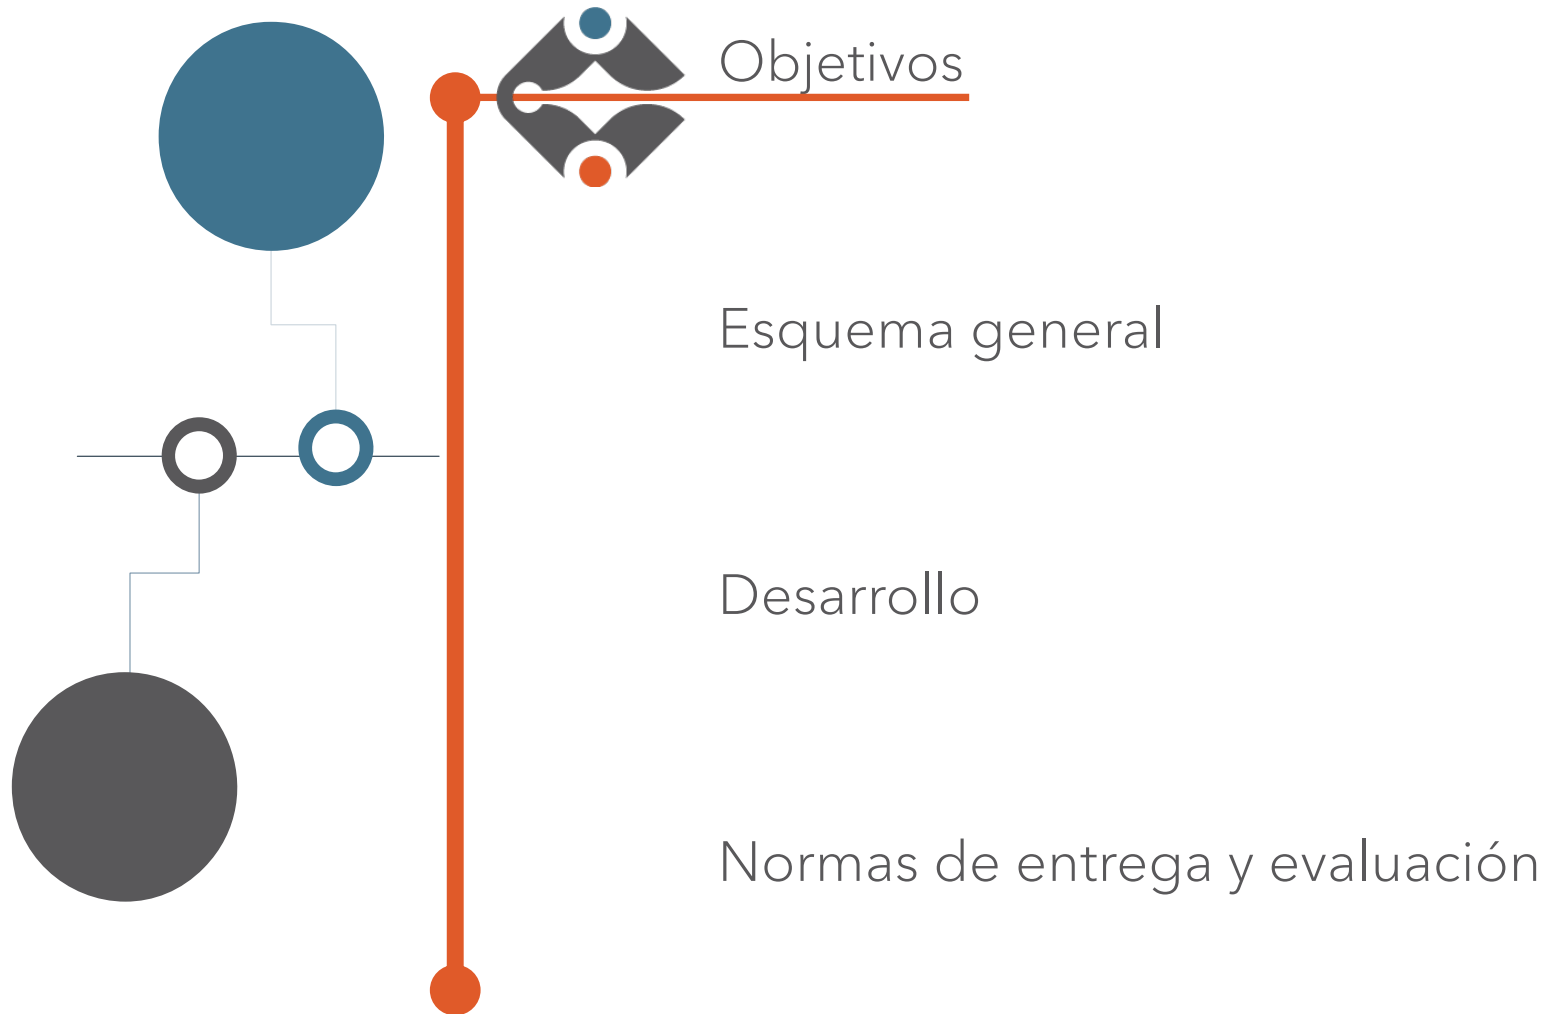 Objetivos
Esquema general
Desarrollo
Normas de entrega y evaluación